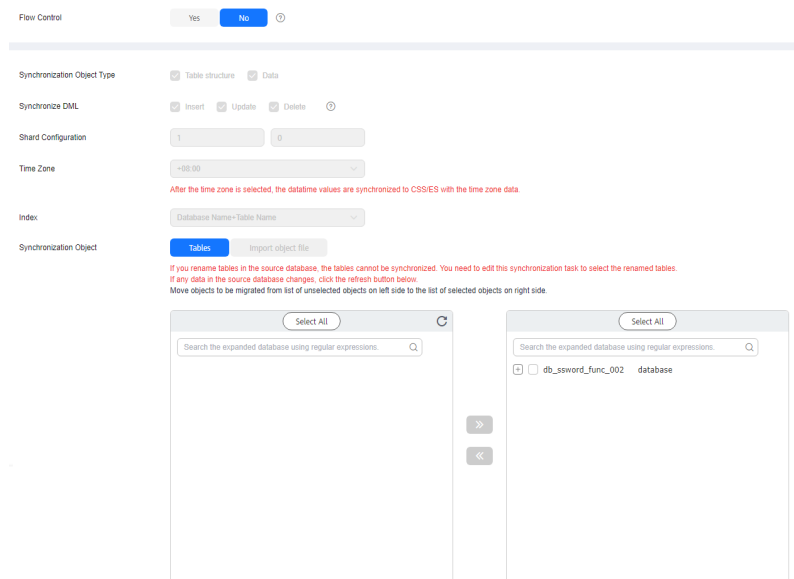 Flow Control Yes No
Synchronization Object Type Table structure Data
Synchronize DML Insert Update Delete
Shard Configuration 1 0
Time Zone +08:00
After the time zone is selected, the datatime values are synchronized to CSS/ES with the time zone data.
Index Database Name+Table Name
Synchronization Object Tables Import object file
If you rename tables in the source database, the tables cannot be synchronized. You need to edit this synchronization task to select the renamed tables.
If any data in the source database changes, click the refresh button below.
Move objects to be migrated from list of unselected objects on left side to the list of selected objects on right side.
Select All Select All
Search the expanded database using regular expressions. Search the expanded database using regular expressions.
db_ssword_func_002 database